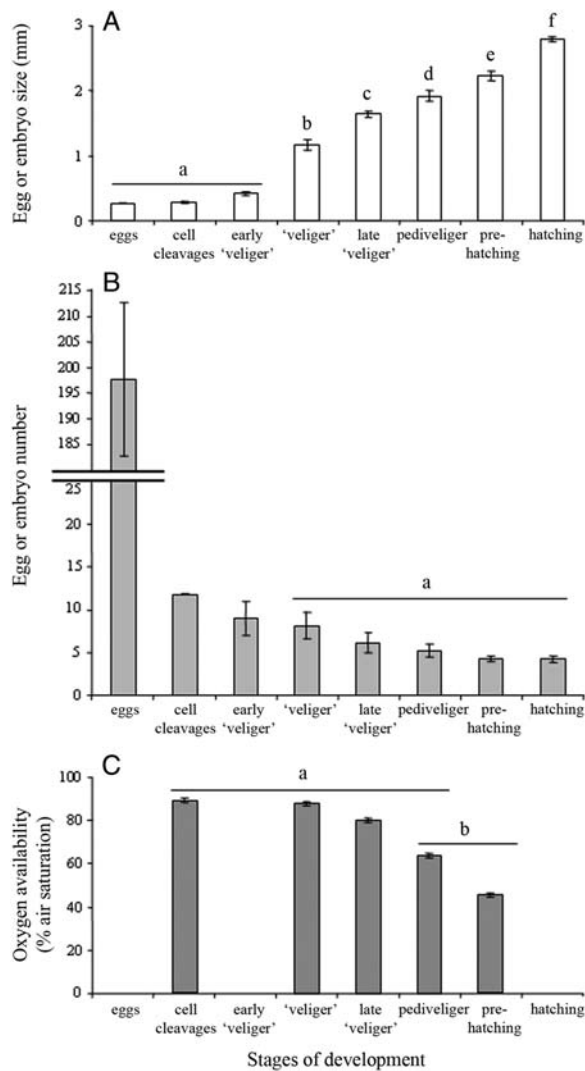 A
Egg or embryo size (mm)
3
2
1
0
a
b
c
d
e
f
eggs
cell
cleavages
early
‘veliger’
‘veliger’
late
‘veliger’
pediveliger
pre-
hatching
hatching
B
Egg or embryo number
215
210
205
200
195
190
185
25
20
15
10
5
0
a
eggs
cell
cleavages
early
‘veliger’
‘veliger’
late
‘veliger’
pediveliger
pre-
hatching
hatching
C
Oxygen availability
(% air saturation)
100
80
60
40
20
0
a
b
eggs
cell
cleavages
early
‘veliger’
‘veliger’
late
‘veliger’
pediveliger
pre-
hatching
hatching
Stages of development